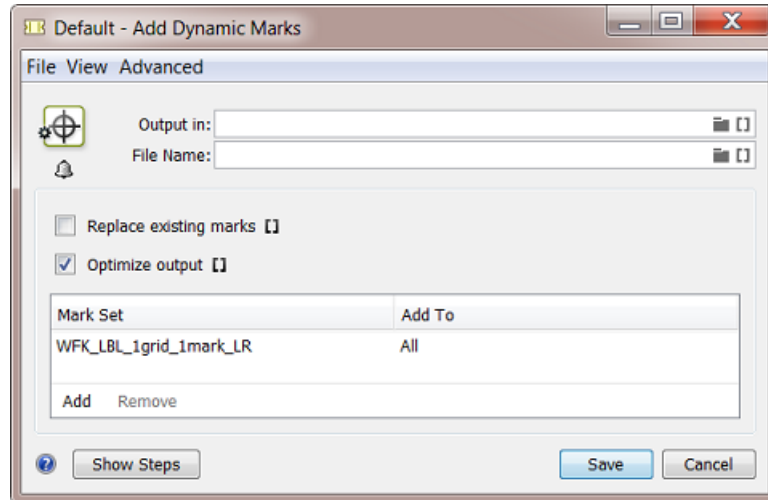 Default - Add Dynamic Marks
File View Advanced
Output in:
File Name:
Replace existing marks []
Optimize output []
Mark Set Add To
WFK_LBL_1grid_1mark_LR All
Add Remove
Show Steps Save Cancel